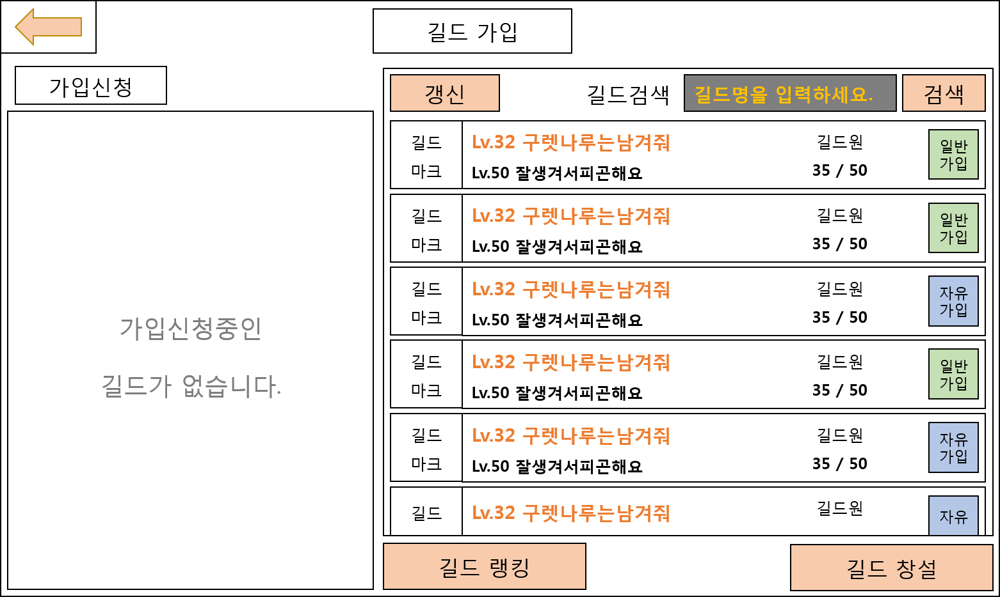 길드 가입
가입신청
가입신청중인
길드가 없습니다.
갱신
길드검색
길드명을 입력하세요.
검색
길드
마크
Lv.32 구렛나루는남겨줘
Lv.50 잘생겨서피곤해요
길드원
35 / 50
일반
가입
길드
마크
Lv.32 구렛나루는남겨줘
Lv.50 잘생겨서피곤해요
길드원
35 / 50
일반
가입
길드
마크
Lv.32 구렛나루는남겨줘
Lv.50 잘생겨서피곤해요
길드원
35 / 50
자유
가입
길드
마크
Lv.32 구렛나루는남겨줘
Lv.50 잘생겨서피곤해요
길드원
35 / 50
일반
가입
길드
마크
Lv.32 구렛나루는남겨줘
Lv.50 잘생겨서피곤해요
길드원
35 / 50
자유
가입
길드
Lv.32 구렛나루는남겨줘
길드원
자유
길드 랭킹
길드 창설